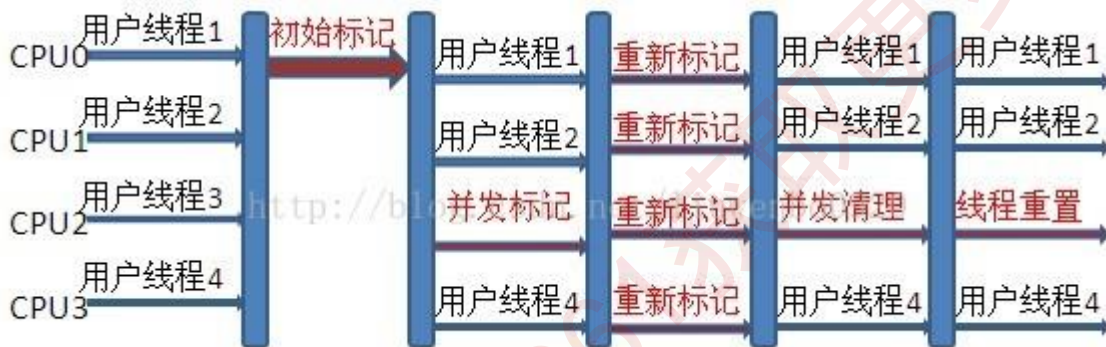 CPU0 用户线程1 初始标记 用户线程1 重新标记 用户线程1 用户线程1
CPU1 用户线程2 用户线程2 重新标记 用户线程2 用户线程2
CPU2 用户线程3 并发标记 重新标记 并发清理 线程重置
http://blog.
CPU3 用户线程4 用户线程4 重新标记 用户线程4 用户线程4